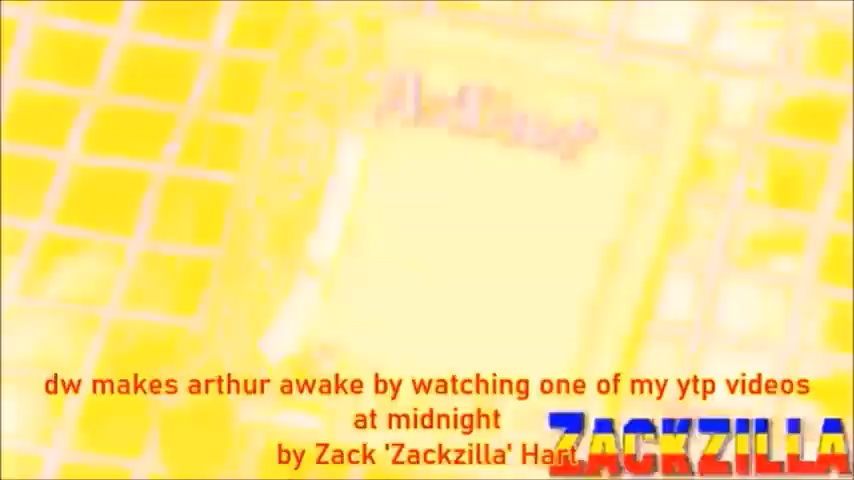 dw makes arthur awake by watching one of my ytp videos
at midnight
by Zack 'Zackzilla' Hart
ZACKZILLA